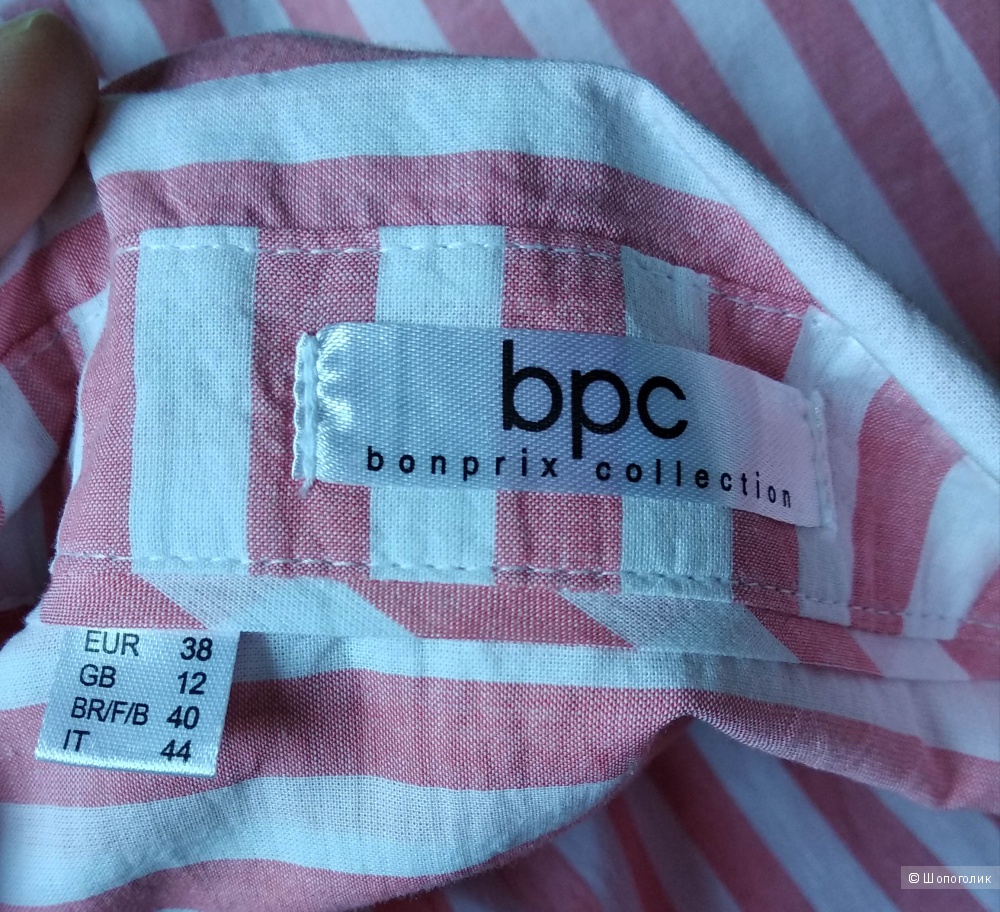 bpc
bonprix collection
EUR 38
GB 12
BR/F/B 40
IT 44
© Шопоголик